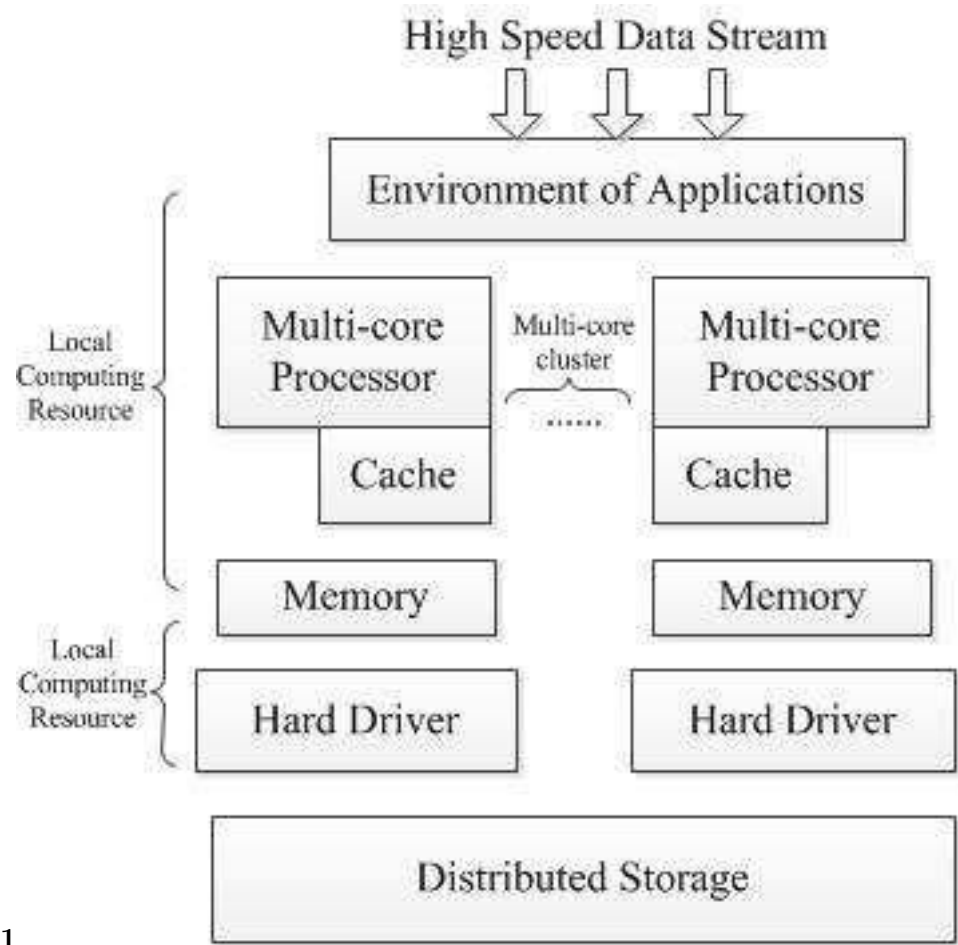 High Speed Data Stream
Environment of Applications
Local
Computing
Resource
Multi-core
Processor
Multi-core
cluster
......
Multi-core
Processor
Cache
Cache
Memory
Memory
Local
Computing
Resource
Hard Driver
Hard Driver
Distributed Storage
1